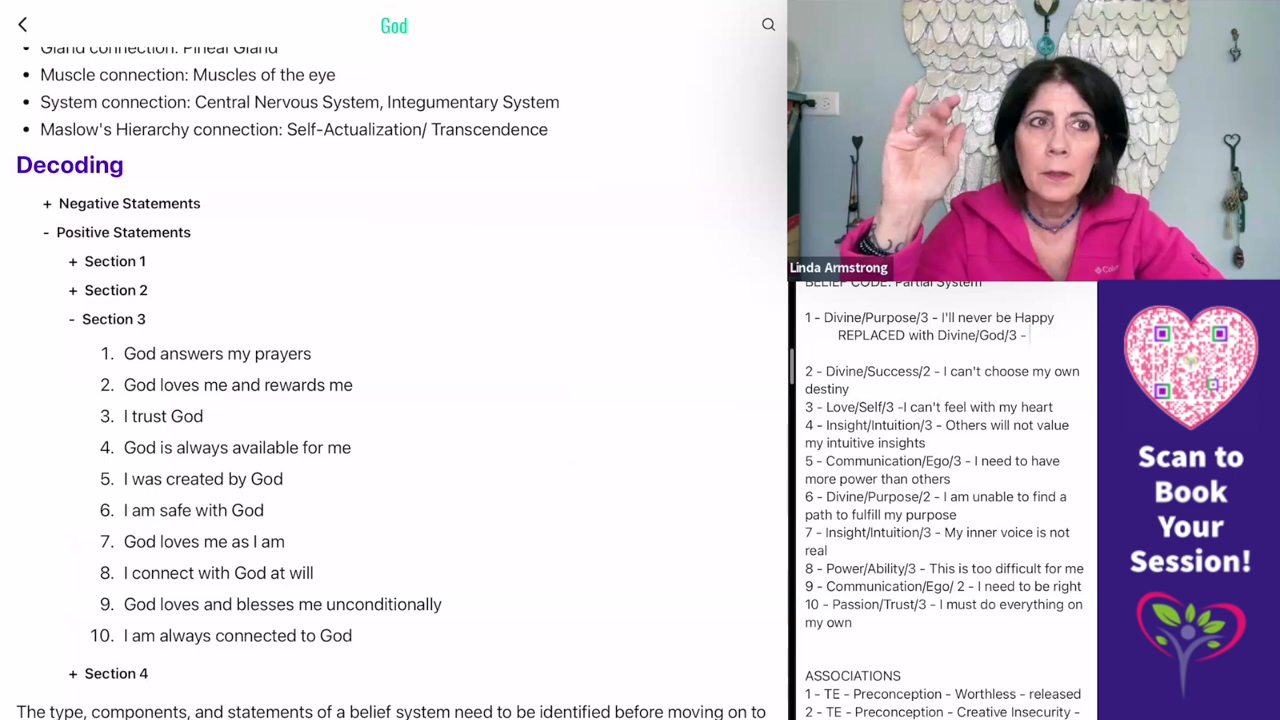 God
Gland connection: Pineal Gland
• Muscle connection: Muscles of the eye
• System connection: Central Nervous System, Integumentary System
• Maslow's Hierarchy connection: Self-Actualization/ Transcendence
Decoding
+ Negative Statements
- Positive Statements
+ Section 1
+ Section 2
- Section 3
1. God answers my prayers
2. God loves me and rewards me
3. I trust God
4. God is always available for me
5. I was created by God
6. I am safe with God
7. God loves me as I am
8. I connect with God at will
9. God loves and blesses me unconditionally
10. I am always connected to God
+ Section 4
The type, components, and statements of a belief system need to be identified before moving on to
Linda Armstrong
BELIEF CODE: Partial System
1 - Divine/Purpose/3 - I'll never be Happy
REPLACED with Divine/God/3 -
2 - Divine/Success/2 - I can't choose my own
destiny
3 - Love/Self/3 -I can't feel with my heart
4 - Insight/Intuition/3 - Others will not value
my intuitive insights
5 - Communication/Ego/3 - I need to have
more power than others
6 - Divine/Purpose/2 - I am unable to find a
path to fulfill my purpose
7 - Insight/Intuition/3 - My inner voice is not
real
8 - Power/Ability/3 - This is too difficult for me
9 - Communication/Ego/ 2 - I need to be right
10 - Passion/Trust/3 - I must do everything on
my own
ASSOCIATIONS
1 - TE - Preconception - Worthless - released
2 - TE - Preconception - Creative Insecurity -
Scan to
Book
Your
Session!